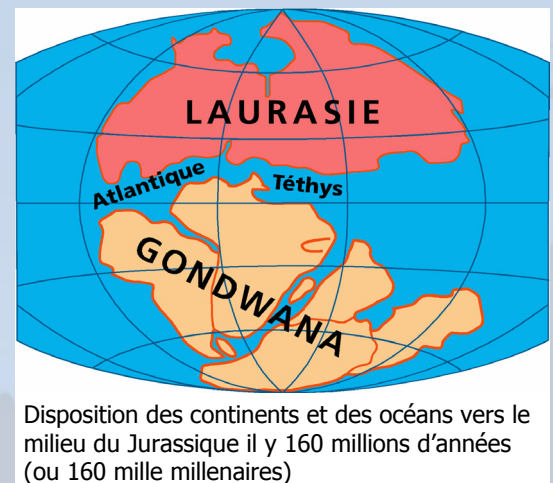 LAURASIE
Atlantique
Téthys
GONDWANA
Disposition des continents et des océans vers le
milieu du Jurassique il y 160 millions d’années
(ou 160 mille millenaires)